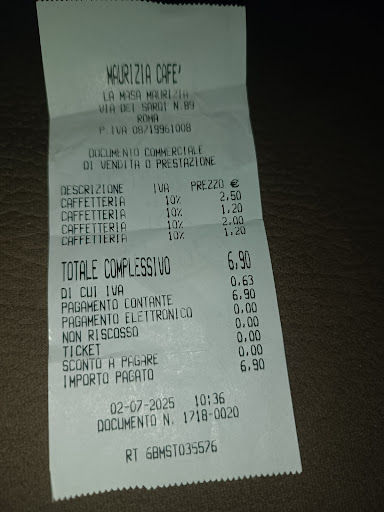 MAURIZIA CAFE'
LA MASA MAURIZIA
VIA DEI SARDI N.89
ROMA
P.IVA 08719961008
DOCUMENTO COMMERCIALE
DI VENDITA O PRESTAZIONE
DESCRIZIONE IVA PREZZO €
CAFFETTERIA 10% 2,50
CAFFETTERIA 10% 1,20
CAFFETTERIA 10% 2,00
CAFFETTERIA 10% 1,20
TOTALE COMPLESSIVO 6,90
DI CUI IVA 0,63
PAGAMENTO CONTANTE 6,90
PAGAMENTO ELETTRONICO 0,00
NON RISCOSSO 0,00
TICKET 0,00
SCONTO A PAGARE 0,00
IMPORTO PAGATO 6,90
02-07-2025 10:36
DOCUMENTO N. 1718-0020
RT 6BMST035576